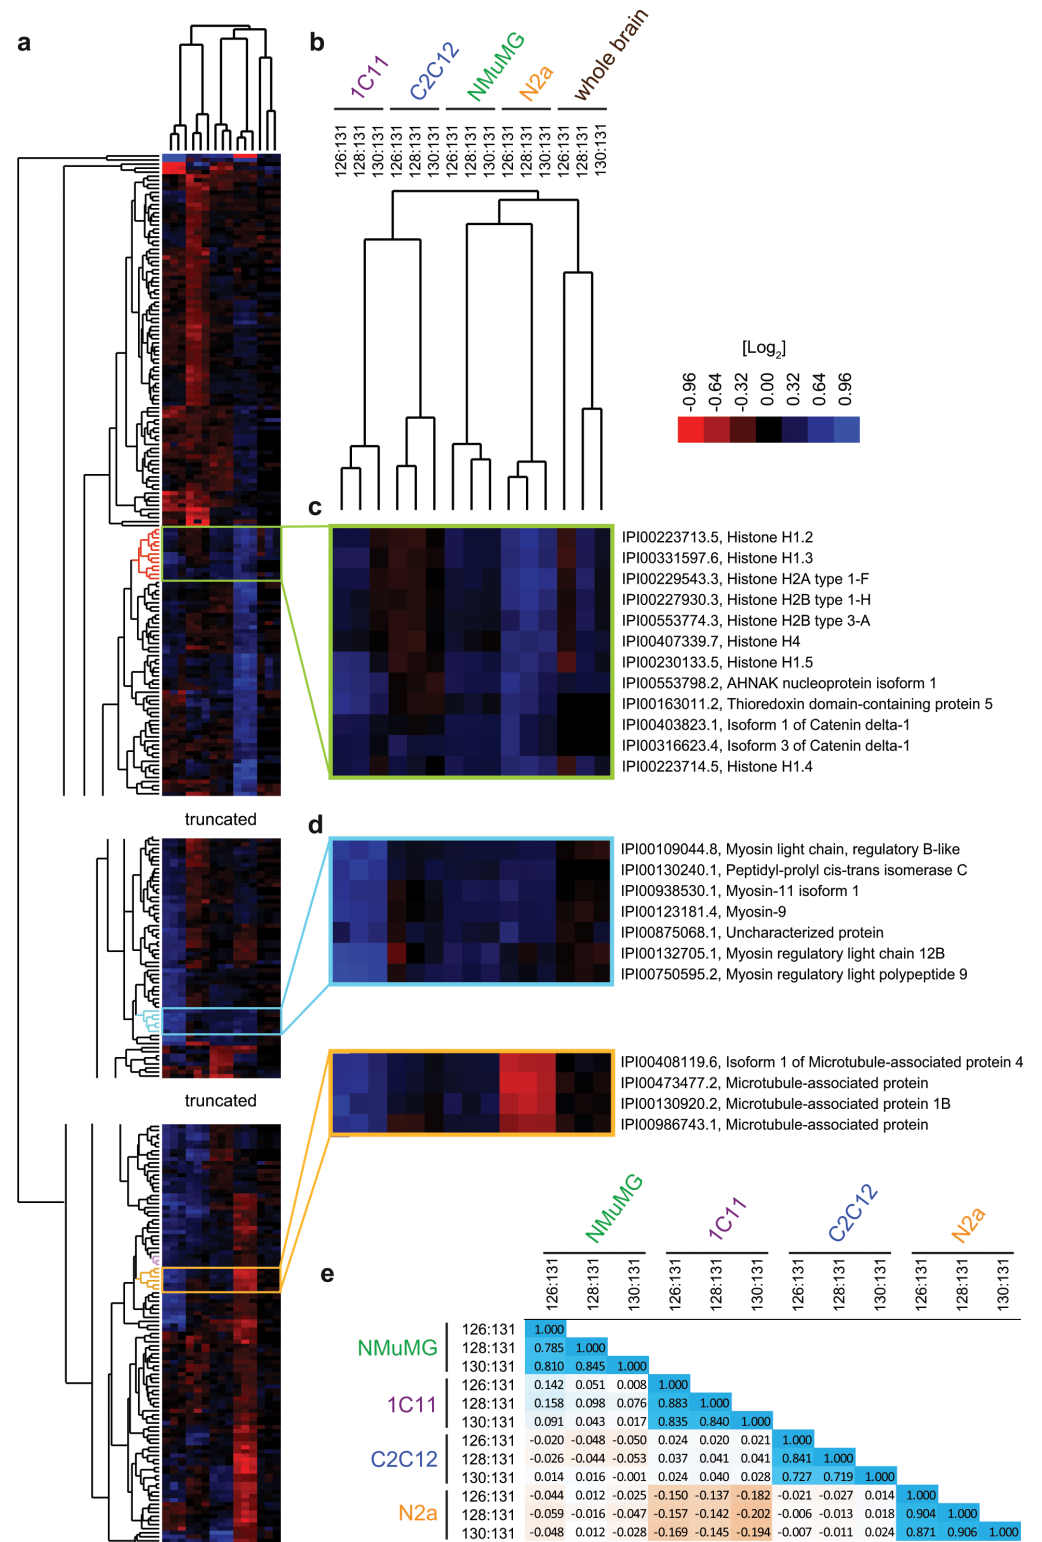 a
b
1C11 C2C12 NMuMG N2a whole brain
126:131 128:131 130:131 126:131 128:131 130:131 126:131 128:131 130:131 126:131 128:131 130:131 126:131 128:131 130:131
[Log2]
-0.96 -0.64 -0.32 0.00 0.32 0.64 0.96
c
IPI00223713.5, Histone H1.2
IPI00331597.6, Histone H1.3
IPI00229543.3, Histone H2A type 1-F
IPI00227930.3, Histone H2B type 1-H
IPI00553774.3, Histone H2B type 3-A
IPI00407339.7, Histone H4
IPI00230133.5, Histone H1.5
IPI00553798.2, AHNAK nucleoprotein isoform 1
IPI00163011.2, Thioredoxin domain-containing protein 5
IPI00403823.1, Isoform 1 of Catenin delta-1
IPI00316623.4, Isoform 3 of Catenin delta-1
IPI00223714.5, Histone H1.4
truncated
d
IPI00109044.8, Myosin light chain, regulatory B-like
IPI00130240.1, Peptidyl-prolyl cis-trans isomerase C
IPI00938530.1, Myosin-11 isoform 1
IPI00123181.4, Myosin-9
IPI00875068.1, Uncharacterized protein
IPI00132705.1, Myosin regulatory light chain 12B
IPI00750595.2, Myosin regulatory light polypeptide 9
IPI00408119.6, Isoform 1 of Microtubule-associated protein 4
IPI00473477.2, Microtubule-associated protein
IPI00130920.2, Microtubule-associated protein 1B
IPI00986743.1, Microtubule-associated protein
truncated
e
NMuMG 1C11 C2C12 N2a
126:131 128:131 130:131 126:131 128:131 130:131 126:131 128:131 130:131 126:131 128:131 130:131
126:131 1.000
NMuMG 128:131 0.785 1.000
130:131 0.810 0.845 1.000
126:131 0.142 0.051 0.008 1.000
1C11 128:131 0.158 0.098 0.076 0.883 1.000
130:131 0.091 0.043 0.017 0.835 0.840 1.000
126:131 -0.020 -0.048 -0.050 0.024 0.020 0.021 1.000
C2C12 128:131 -0.026 -0.044 -0.053 0.037 0.041 0.041 0.841 1.000
130:131 0.014 0.016 -0.001 0.024 0.040 0.028 0.727 0.719 1.000
126:131 -0.044 0.012 -0.025 -0.150 -0.137 -0.182 -0.021 -0.027 0.014 1.000
N2a 128:131 -0.059 -0.016 -0.047 -0.157 -0.142 -0.202 -0.006 -0.013 0.018 0.904 1.000
130:131 -0.048 0.012 -0.028 -0.169 -0.145 -0.194 -0.007 -0.011 0.024 0.871 0.906 1.000